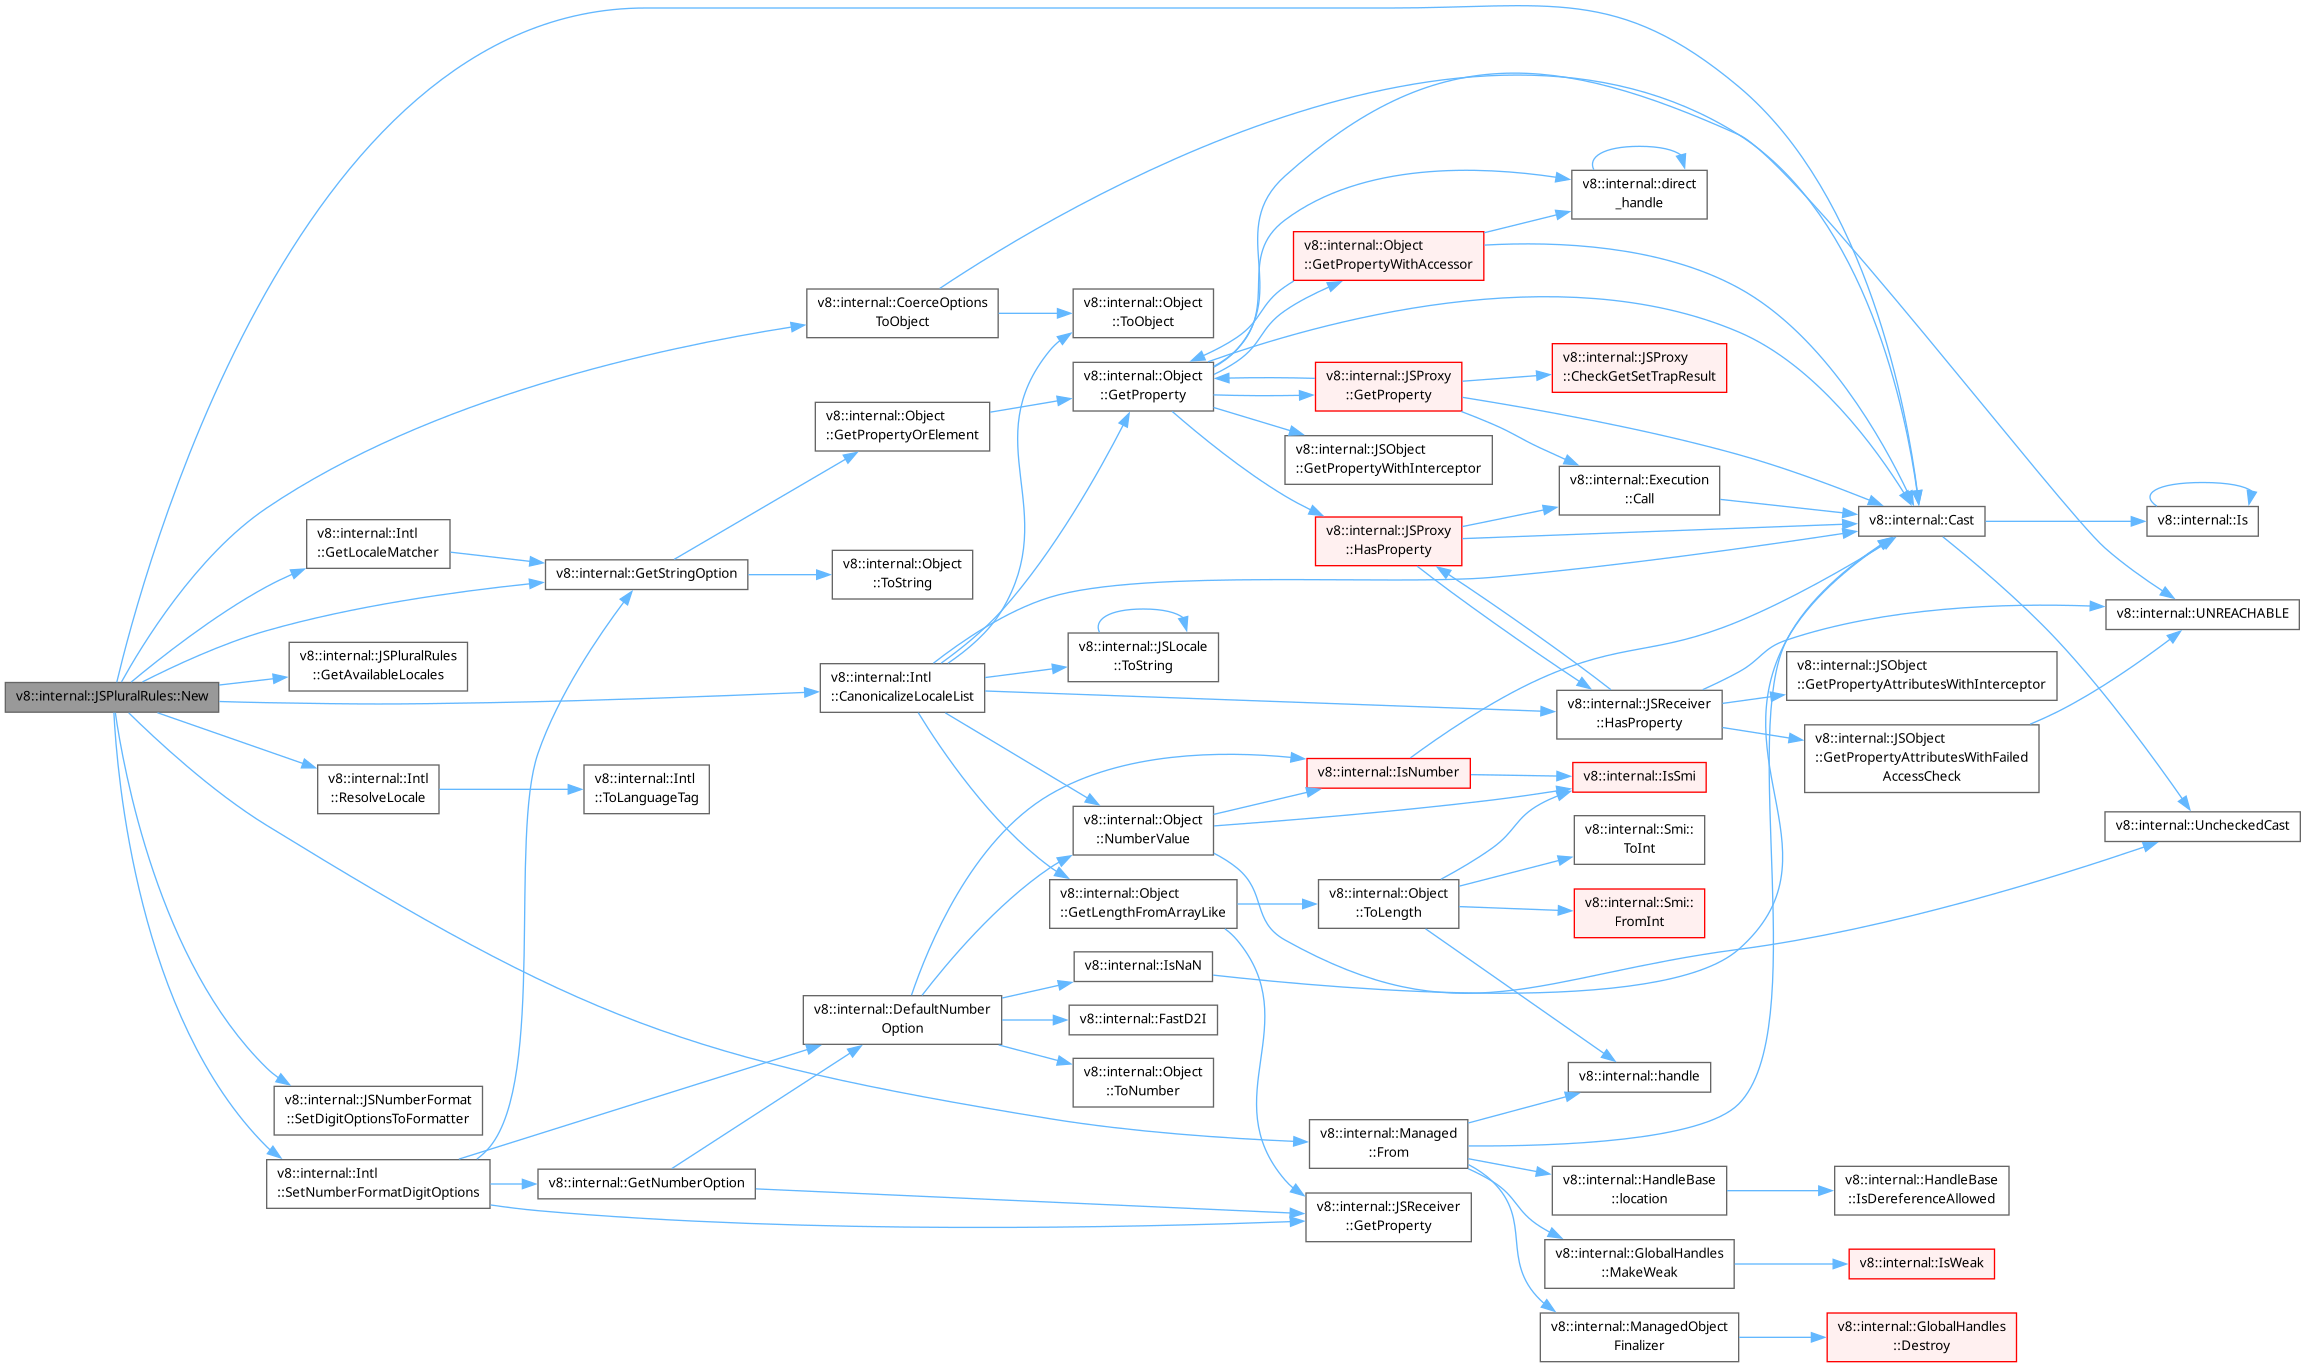 v8::internal::JSPluralRules::New
v8::internal::Intl
::GetLocaleMatcher
v8::internal::JSPluralRules
::GetAvailableLocales
v8::internal::Intl
::ResolveLocale
v8::internal::JSNumberFormat
::SetDigitOptionsToFormatter
v8::internal::Intl
::SetNumberFormatDigitOptions
v8::internal::GetStringOption
v8::internal::Intl
::ToLanguageTag
v8::internal::GetNumberOption
v8::internal::CoerceOptions
ToObject
v8::internal::Object
::GetPropertyOrElement
v8::internal::Object
::ToString
v8::internal::Intl
::CanonicalizeLocaleList
v8::internal::DefaultNumber
Option
v8::internal::Object
::ToObject
v8::internal::Object
::GetProperty
v8::internal::JSLocale
::ToString
v8::internal::Object
::NumberValue
v8::internal::Object
::GetLengthFromArrayLike
v8::internal::IsNaN
v8::internal::FastD2I
v8::internal::Object
::ToNumber
v8::internal::Object
::GetPropertyWithAccessor
v8::internal::JSProxy
::GetProperty
v8::internal::JSObject
::GetPropertyWithInterceptor
v8::internal::JSProxy
::HasProperty
v8::internal::IsNumber
v8::internal::Object
::ToLength
v8::internal::Managed
::From
v8::internal::JSReceiver
::GetProperty
v8::internal::direct
_handle
v8::internal::JSProxy
::CheckGetSetTrapResult
v8::internal::Execution
::Call
v8::internal::JSReceiver
::HasProperty
v8::internal::IsSmi
v8::internal::Smi::
ToInt
v8::internal::Smi::
FromInt
v8::internal::handle
v8::internal::HandleBase
::location
v8::internal::GlobalHandles
::MakeWeak
v8::internal::ManagedObject
Finalizer
v8::internal::Cast
v8::internal::JSObject
::GetPropertyAttributesWithInterceptor
v8::internal::JSObject
::GetPropertyAttributesWithFailed
AccessCheck
v8::internal::HandleBase
::IsDereferenceAllowed
v8::internal::IsWeak
v8::internal::GlobalHandles
::Destroy
v8::internal::Is
v8::internal::UNREACHABLE
v8::internal::UncheckedCast